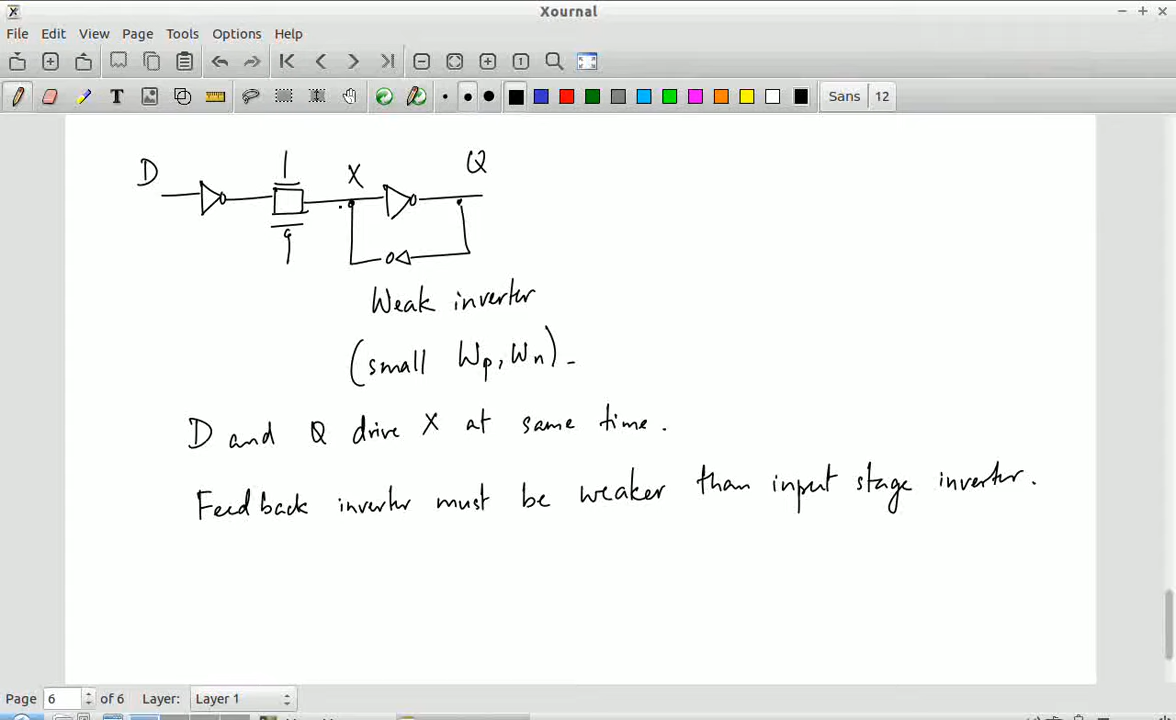 Xournal
File Edit View Page Tools Options Help
Sans 12
D X Q
Weak inverter
(small Wp, Wn) -
D and Q drive X at same time.
Feedback inverter must be weaker than input stage inverter.
Page 6 of 6 Layer: Layer 1